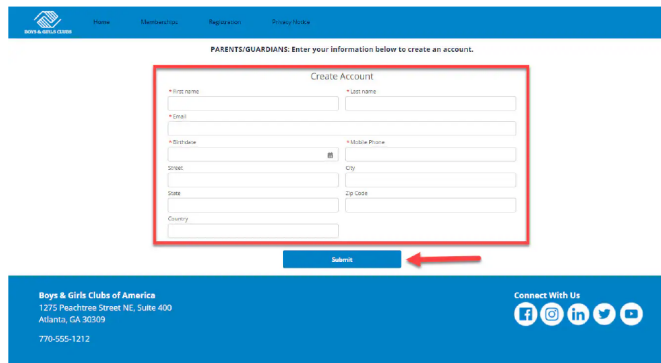 BOYS & GIRLS CLUBS
Home Memberships Registration Privacy Notice
PARENTS/GUARDIANS: Enter your information below to create an account.
Create Account
* First name * Last name
* Email
* Birthdate * Mobile Phone
Street City
State Zip Code
Country
Submit
Boys & Girls Clubs of America
1275 Peachtree Street NE, Suite 400
Atlanta, GA 30309
770-555-1212
Connect With Us